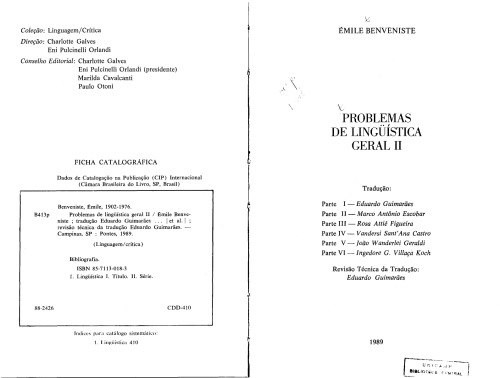 Coleção: Linguagem/Crítica
Direção: Charlotte Galves
Eni Pulcinelli Orlandi
Conselho Editorial: Charlotte Galves
Eni Pulcinelli Orlandi (presidente)
Marilda Cavalcanti
Paulo Otoni
FICHA CATALOGRÁFICA
Dados de Catalogação na Publicação (CIP) Internacional
(Câmara Brasileira do Livro, SP, Brasil)
Benveniste, Émile, 1902-1976.
B413p Problemas de lingüística geral II / Émile Benve-
niste ; tradução Eduardo Guimarães ... | et al. | ;
revisão técnica da tradução Eduardo Guimarães. —
Campinas, SP : Pontes, 1989.
(Linguagem/crítica)
Bibliografia.
ISBN 85-7113-018-3
1. Lingüística I. Título. II. Série.
88-2426 CDD-410
Índices para catálogo sistemático:
1. Lingüística 410
ÉMILE BENVENISTE
PROBLEMAS
DE LINGÜÍSTICA
GERAL II
Tradução:
Parte I — Eduardo Guimarães
Parte II — Marco Antônio Escobar
Parte III — Rosa Attié Figueira
Parte IV — Vandersi Sant'Ana Castro
Parte V — João Wanderlei Geraldi
Parte VI — Ingedore G. Villaça Koch
Revisão Técnica da Tradução:
Eduardo Guimarães
1989
UNICAMP
BIBLIOTECA CENTRAL